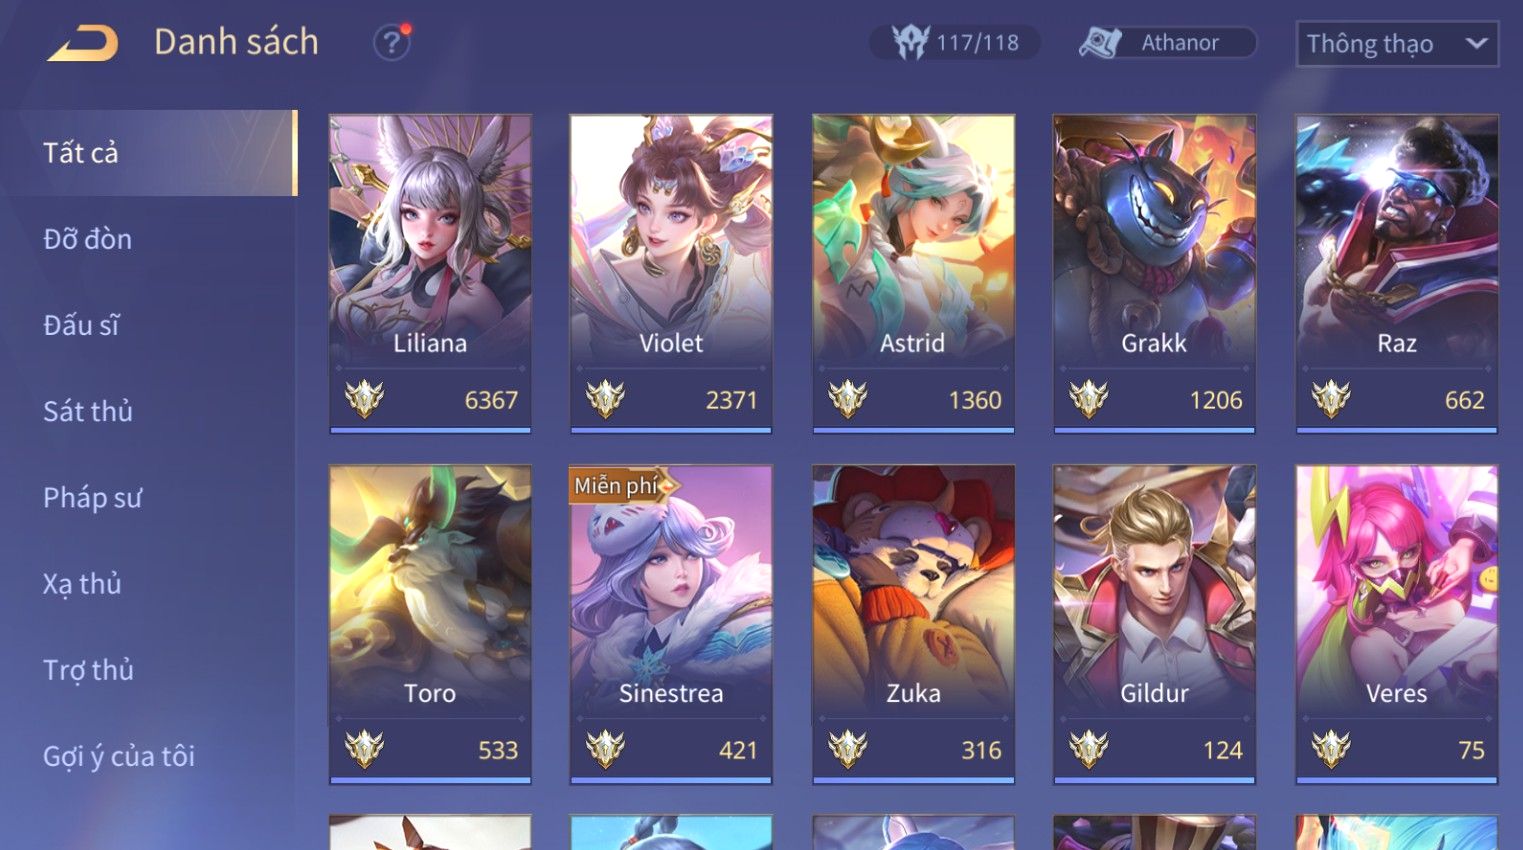 Danh sách
?
117/118
Athanor
Thông thạo
Tất cả
Đỡ đòn
Đấu sĩ
Sát thủ
Pháp sư
Xạ thủ
Trợ thủ
Gợi ý của tôi
Liliana
6367
Violet
2371
Astrid
1360
Grakk
1206
Raz
662
Toro
533
Miễn phí
Sinestrea
421
Zuka
316
Gildur
124
Veres
75